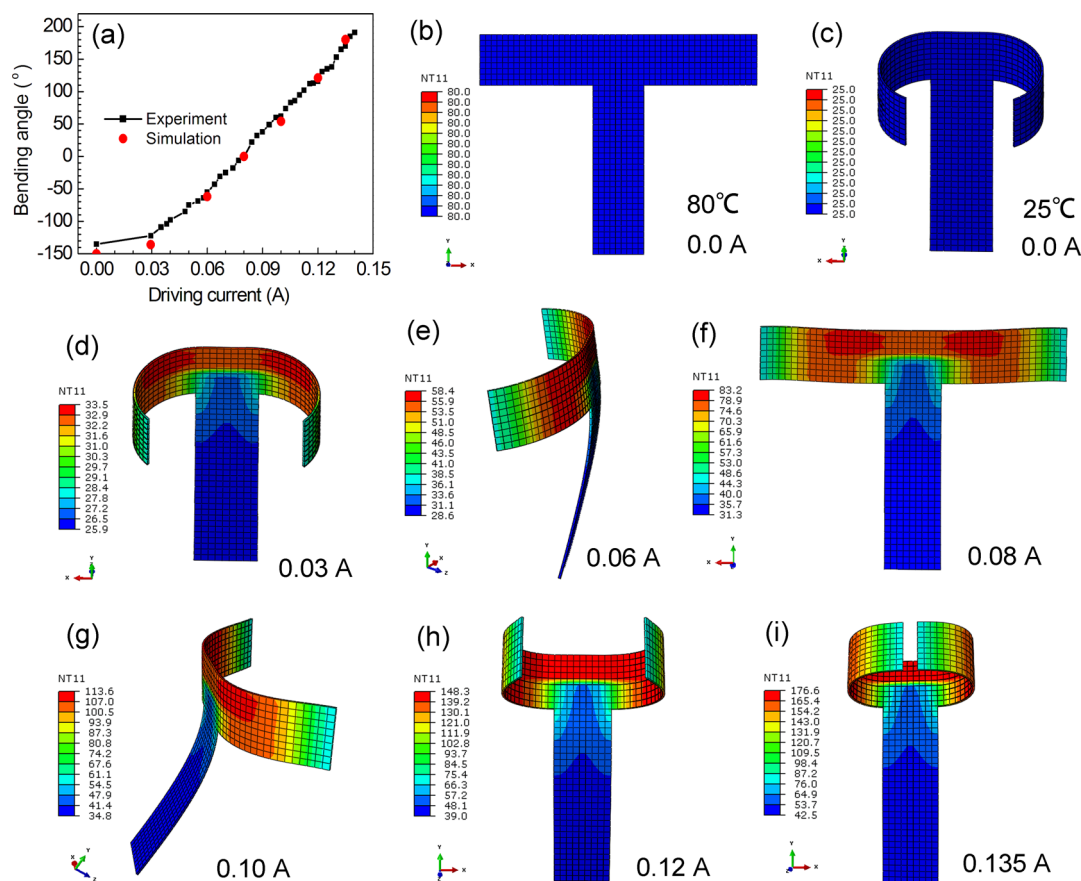 (a)
200
150
100
50
0
-50
-100
-150
Bending angle (°)
Experiment
Simulation
0.00 0.03 0.06 0.09 0.12 0.15
Driving current (A)
(b)
NT11
80.0
80.0
80.0
80.0
80.0
80.0
80.0
80.0
80.0
80.0
80.0
80.0
80.0
80℃
0.0 A
Y
X
(c)
NT11
25.0
25.0
25.0
25.0
25.0
25.0
25.0
25.0
25.0
25.0
25.0
25.0
25.0
25℃
0.0 A
Y
X
(d)
NT11
33.5
32.9
32.2
31.6
31.0
30.3
29.7
29.1
28.4
27.8
27.2
26.5
25.9
0.03 A
Y
X
(e)
NT11
58.4
55.9
53.5
51.0
48.5
46.0
43.5
41.0
38.5
36.1
33.6
31.1
28.6
0.06 A
Y
X
Z
(f)
NT11
83.2
78.9
74.6
70.3
65.9
61.6
57.3
53.0
48.6
44.3
40.0
35.7
31.3
0.08 A
Y
X
(g)
NT11
113.6
107.0
100.5
93.9
87.3
80.8
74.2
67.6
61.1
54.5
47.9
41.4
34.8
0.10 A
X
Y
Z
(h)
NT11
148.3
139.2
130.1
121.0
111.9
102.8
93.7
84.5
75.4
66.3
57.2
48.1
39.0
0.12 A
Y
X
Z
(i)
NT11
176.6
165.4
154.2
143.0
131.9
120.7
109.5
98.4
87.2
76.0
64.9
53.7
42.5
0.135 A
Y
X
Z